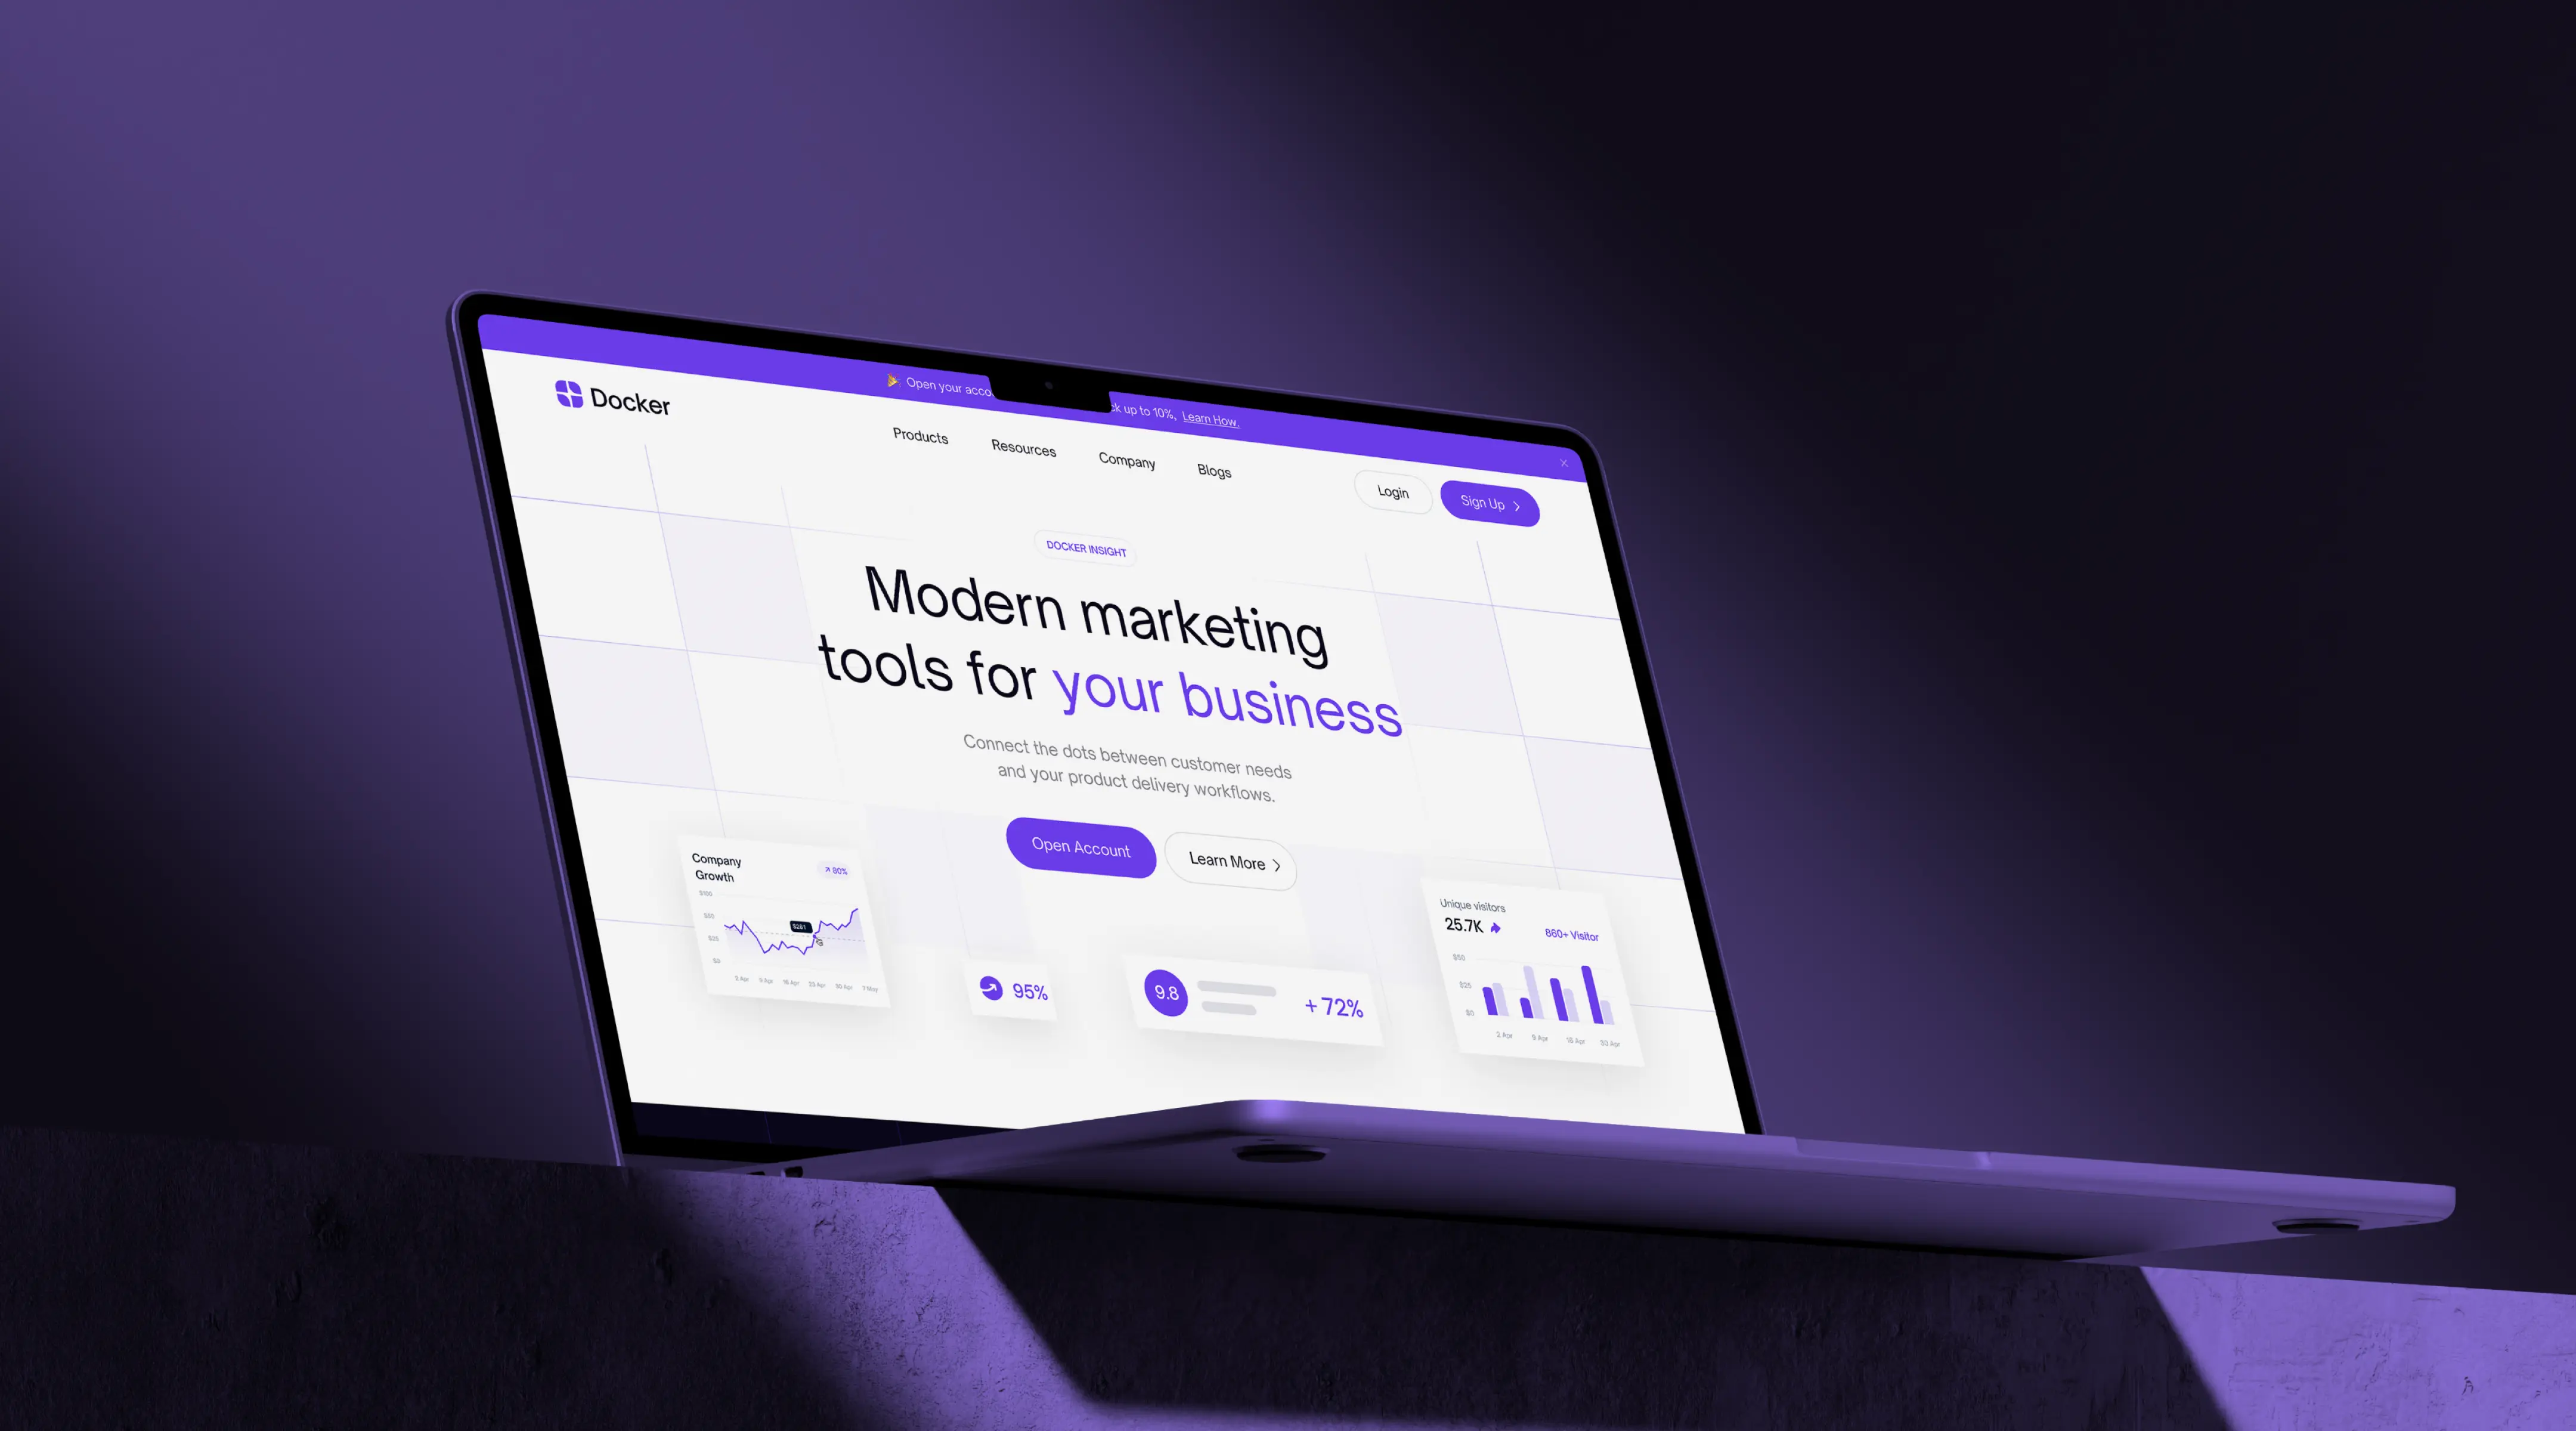 Open your acco
ck up to 10%, Learn How.
Docker
Products
Resources
Company
Blogs
Login
Sign Up
DOCKER INSIGHT
Modern marketing
tools for your business
Connect the dots between customer needs
and your product delivery workflows.
Open Account
Learn More
Company
Growth
80%
$100
$25
$0
2 Apr
9 Apr
16 Apr
23 Apr
30 Apr
7 May
95%
9.8
+72%
Unique visitors
25.7K
860+ Visitor
$50
$25
$0
2 Apr
9 Apr
16 Apr
30 Apr